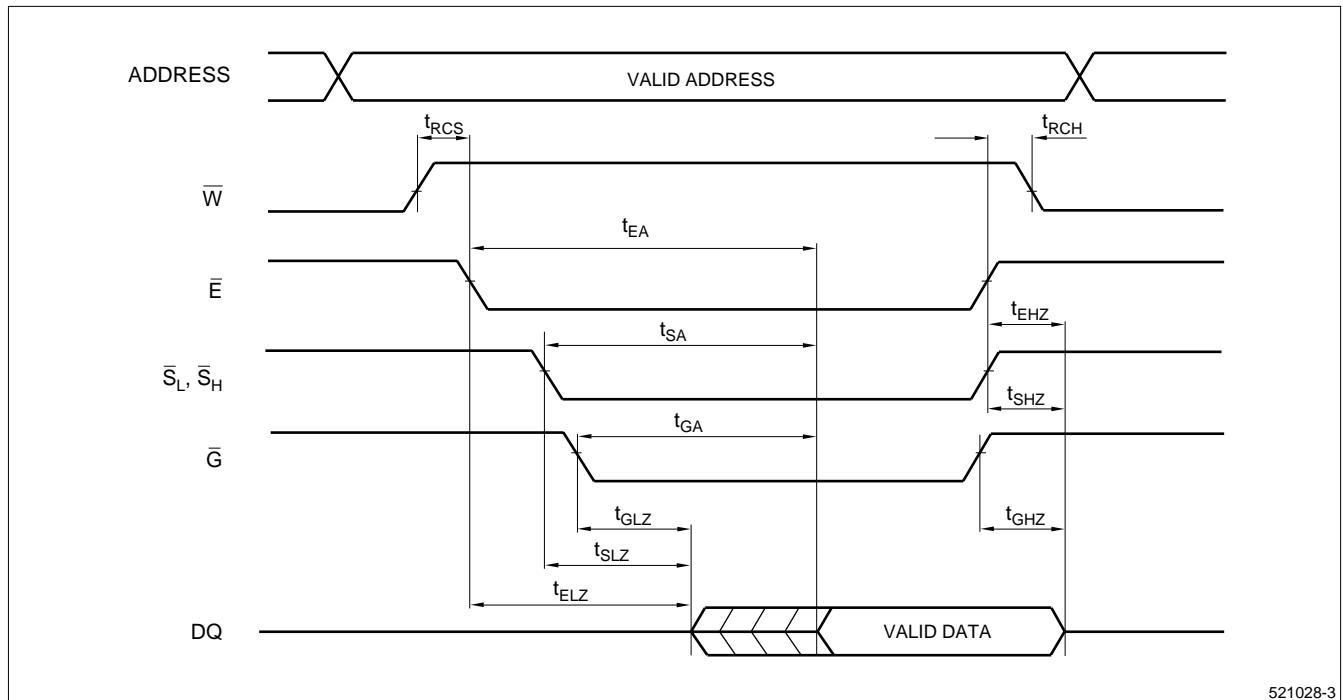 ADDRESS
VALID ADDRESS
tRCS
tRCH
W̅
tEA
E̅
tEHZ
tSA
S̅L, S̅H
tSHZ
tGA
G̅
tGLZ
tGHZ
tSLZ
tELZ
DQ
VALID DATA
521028-3